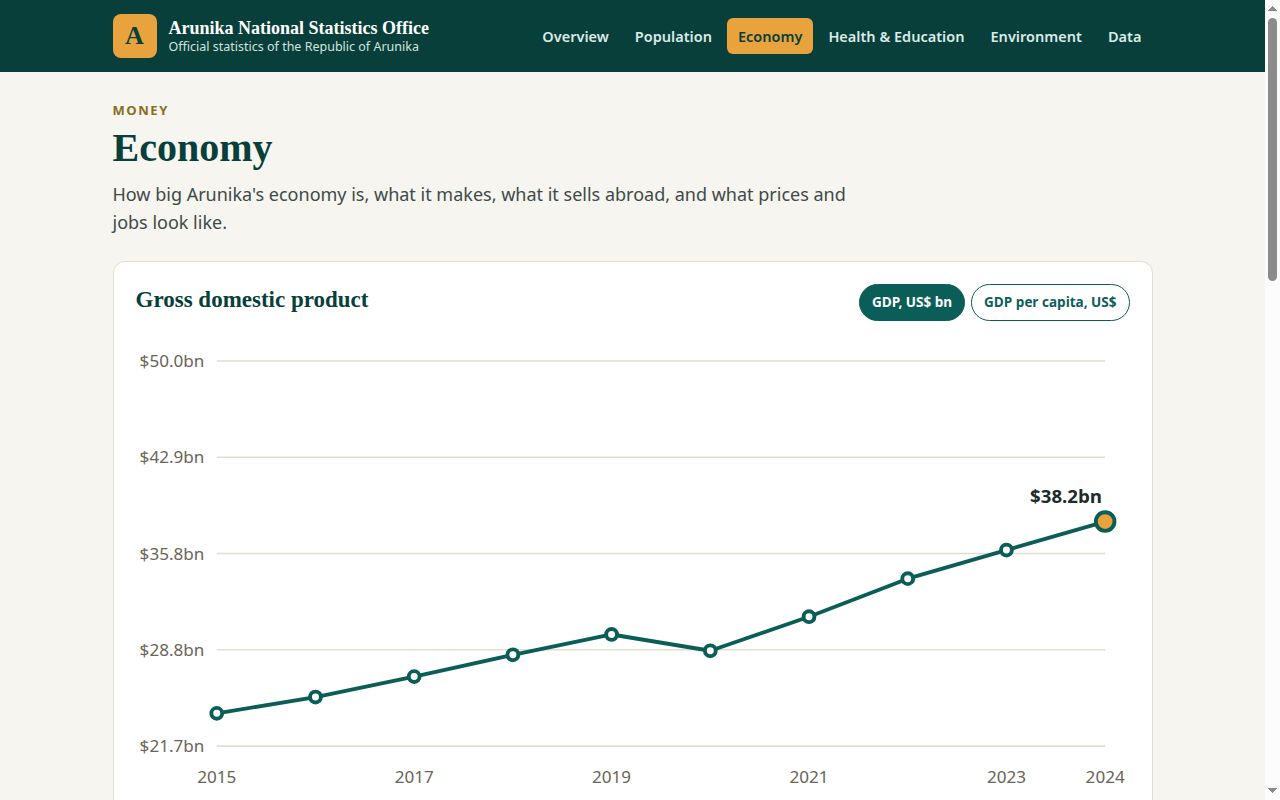 A
Arunika National Statistics Office
Official statistics of the Republic of Arunika
Overview
Population
Economy
Health & Education
Environment
Data
MONEY
Economy
How big Arunika's economy is, what it makes, what it sells abroad, and what prices and
jobs look like.
Gross domestic product
GDP, US$ bn
GDP per capita, US$
$50.0bn
$42.9bn
$38.2bn
$35.8bn
$28.8bn
$21.7bn
2015
2017
2019
2021
2023
2024